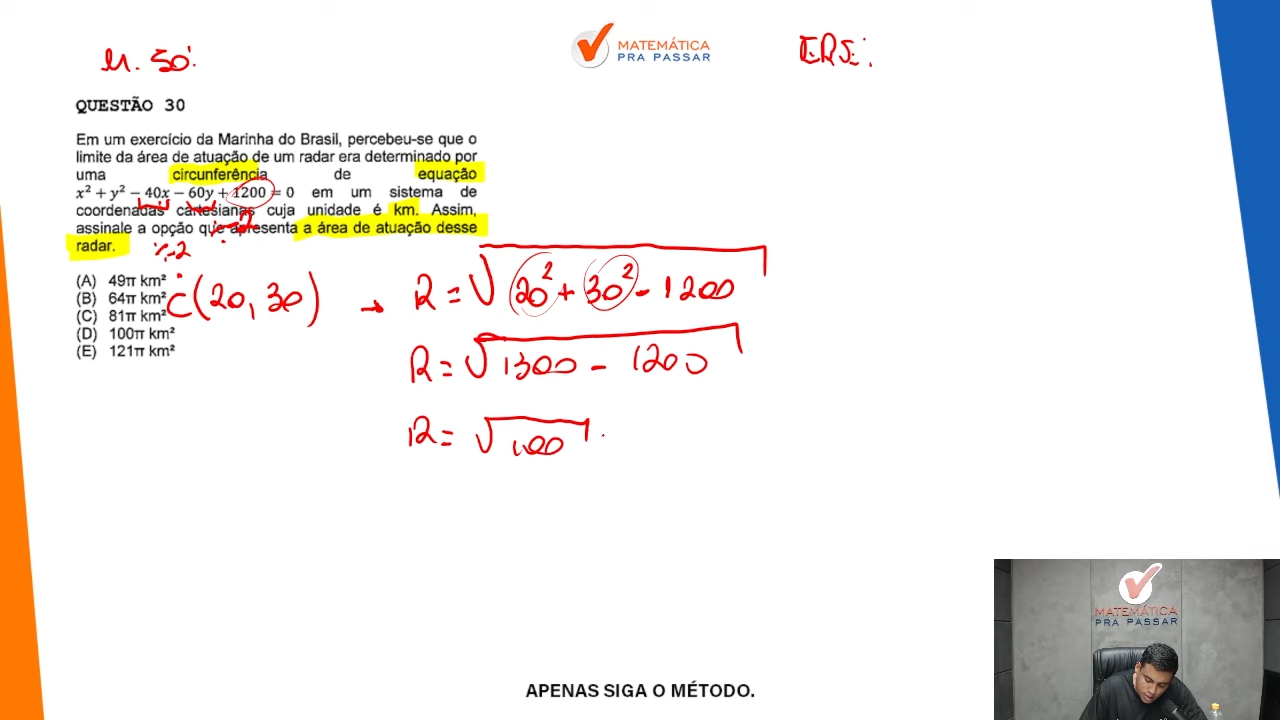 M. 50:
MATEMÁTICA
PRA PASSAR
QUESTÃO 30
Em um exercício da Marinha do Brasil, percebeu-se que o
limite da área de atuação de um radar era determinado por
uma circunferência de equação
x² + y² − 40x − 60y + 1200 = 0 em um sistema de
coordenadas cartesianas cuja unidade é km. Assim,
assinale a opção que apresenta a área de atuação desse
radar.
÷-2
÷-2
(A) 49π km²
(B) 64π km²
(C) 81π km²
(D) 100π km²
(E) 121π km²
C(20, 30) → R = √20² + 30² - 1200
R = √1300 - 1200
R = √100
MATEMÁTICA
PRA PASSAR
APENAS SIGA O MÉTODO.